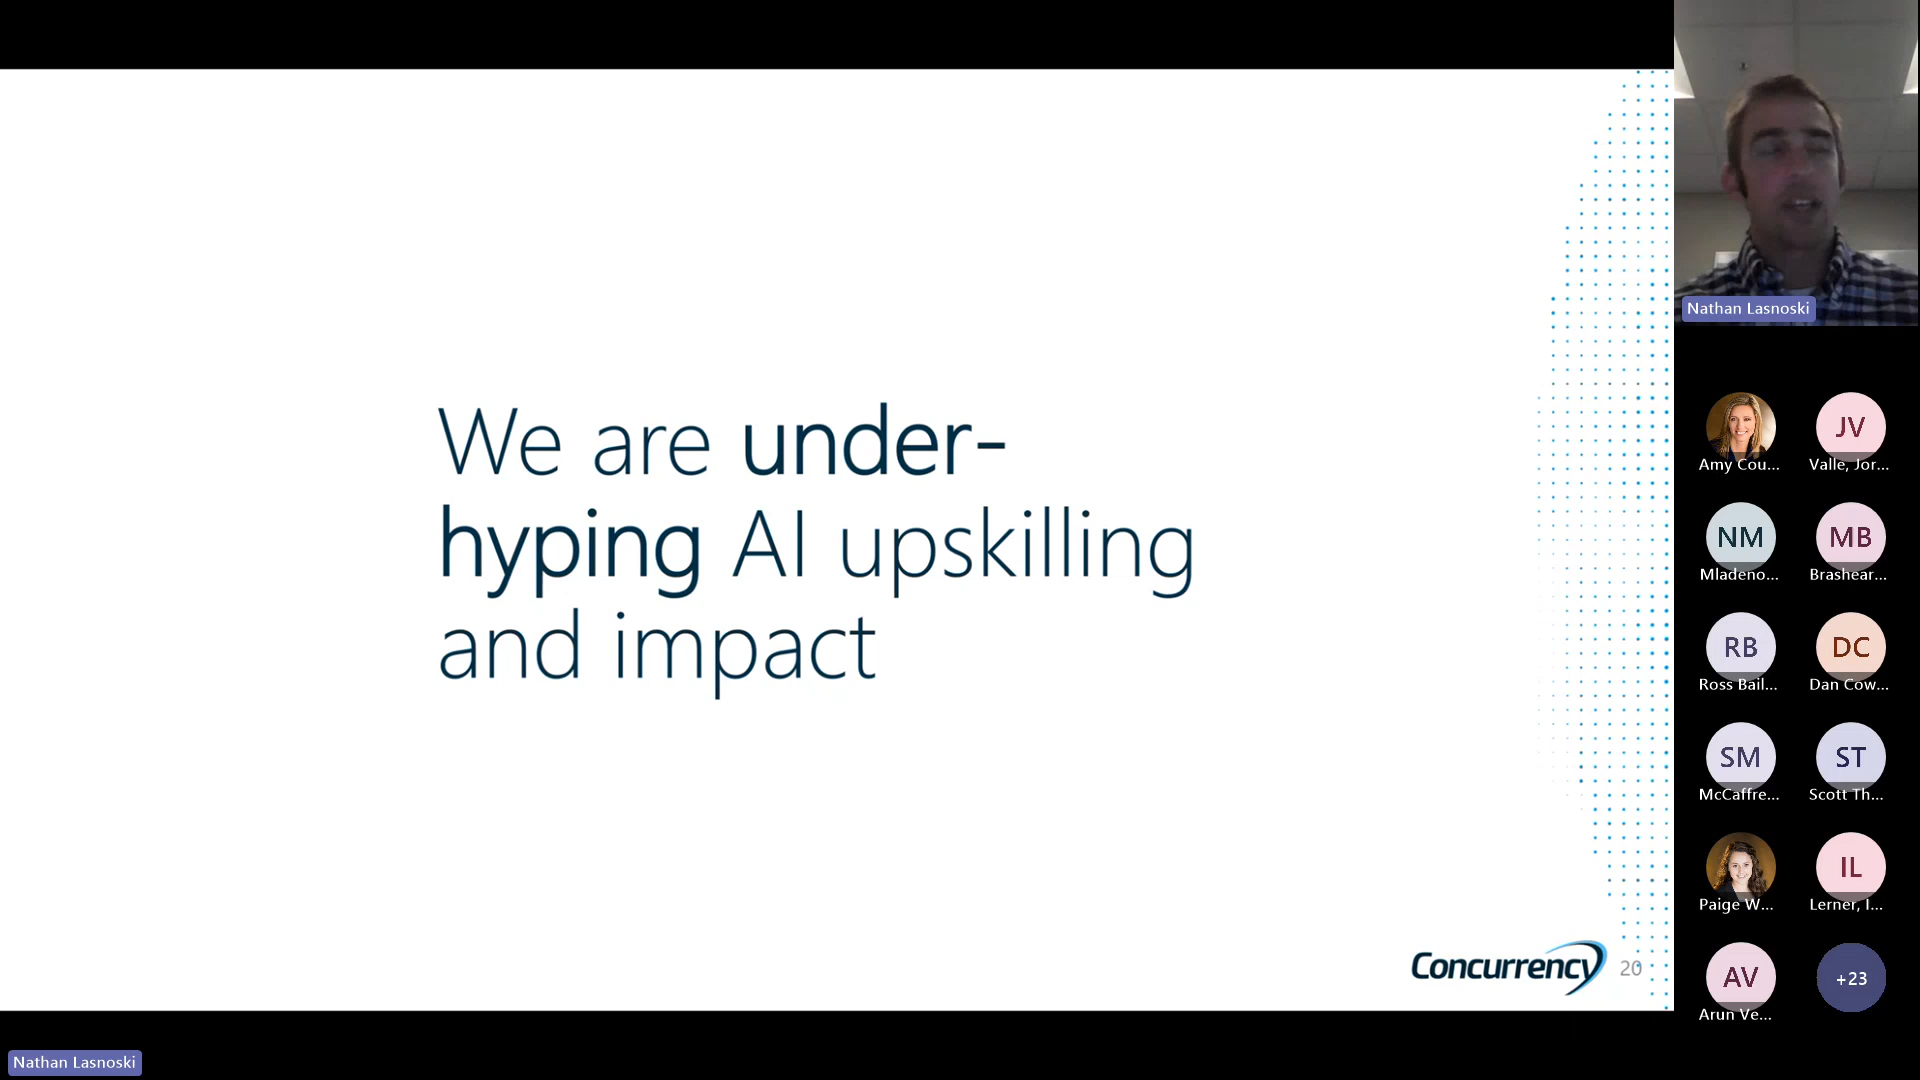 We are under-
hyping AI upskilling
and impact
Concurrency
20
Nathan Lasnoski
Nathan Lasnoski
Amy Cou...
JV
Valle, Jor...
NM
Mladeno...
MB
Brashear...
RB
Ross Bail...
DC
Dan Cow...
SM
McCaffre...
ST
Scott Th...
Paige W...
IL
Lerner, I...
AV
Arun Ve...
+23